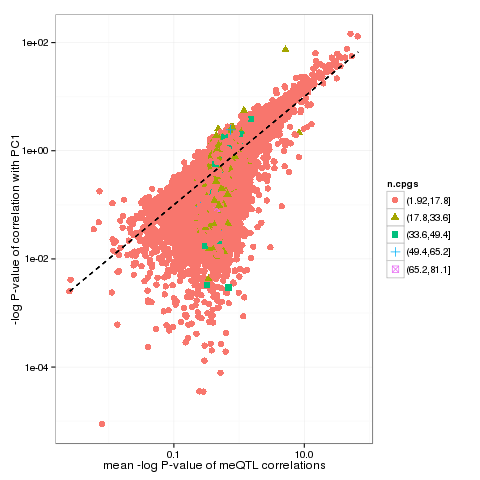 1e+02
1e+00
1e-02
1e-04
-log P-value of correlation with PC1
0.1
10.0
mean -log P-value of meQTL correlations
n.cpgs
(1.92,17.8]
(17.8,33.6]
(33.6,49.4]
(49.4,65.2]
(65.2,81.1]